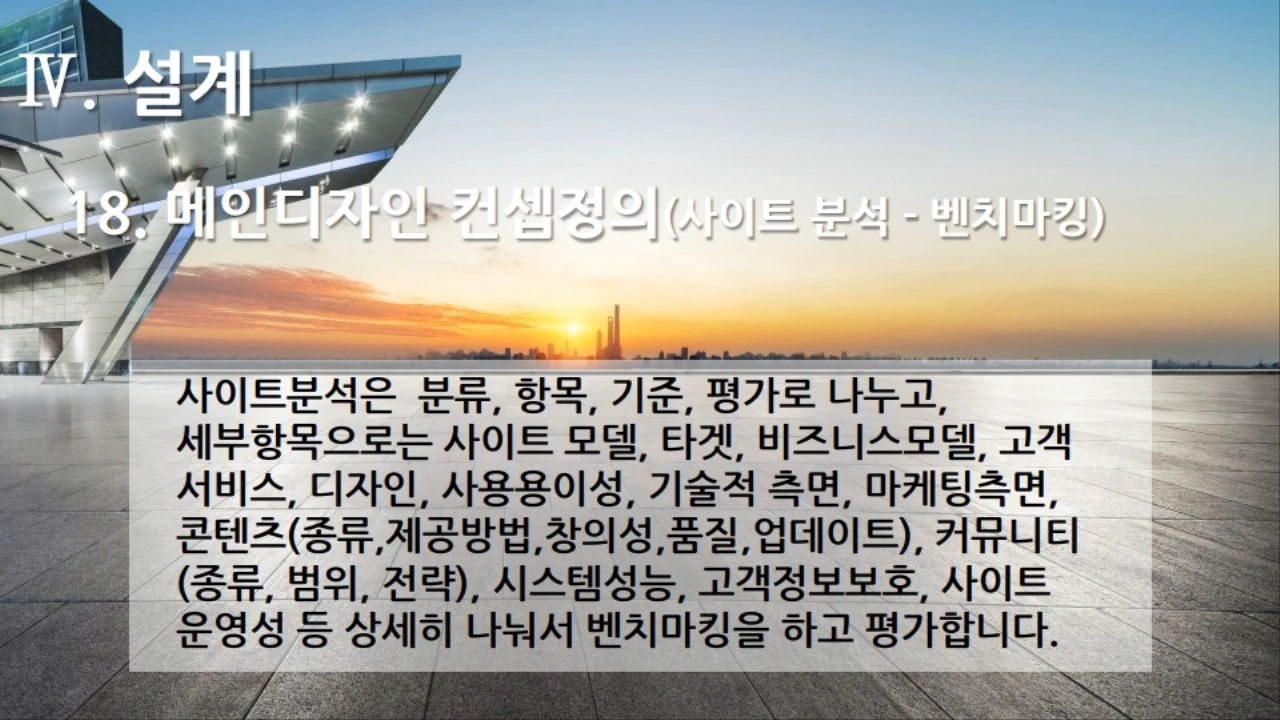 Ⅳ. 설계
18. 메인디자인 컨셉정의(사이트 분석 - 벤치마킹)
사이트분석은 분류, 항목, 기준, 평가로 나누고,
세부항목으로는 사이트 모델, 타겟, 비즈니스모델, 고객
서비스, 디자인, 사용용이성, 기술적 측면, 마케팅측면,
콘텐츠(종류,제공방법,창의성,품질,업데이트), 커뮤니티
(종류, 범위, 전략), 시스템성능, 고객정보보호, 사이트
운영성 등 상세히 나눠서 벤치마킹을 하고 평가합니다.